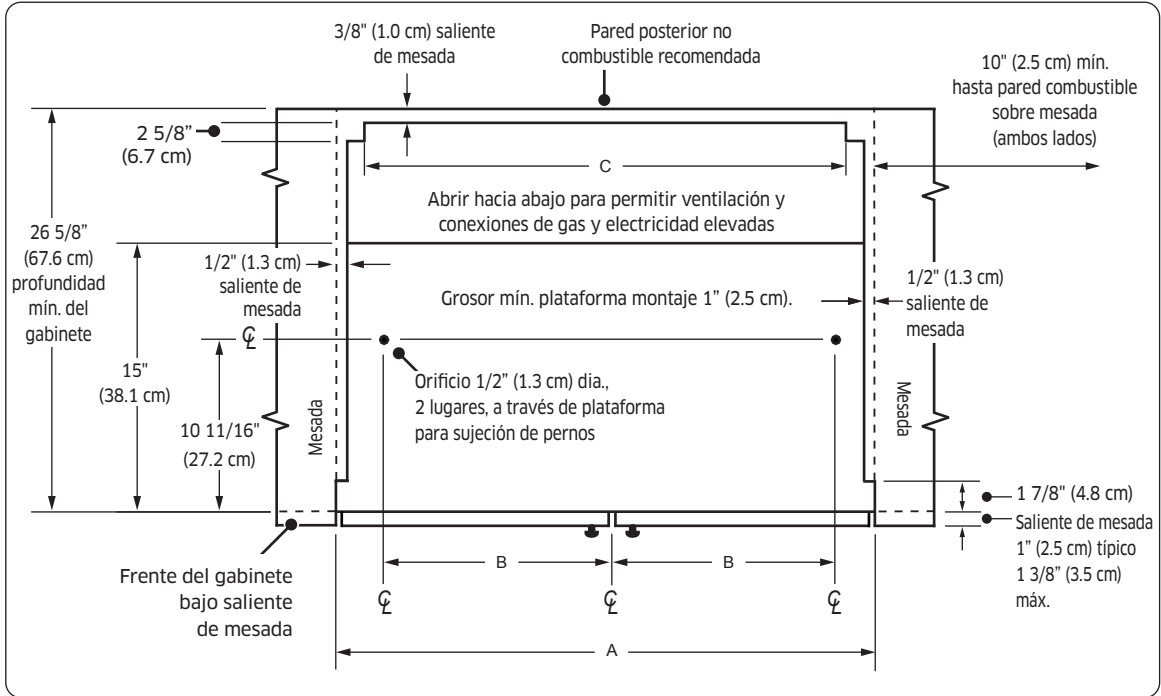 3/8" (1.0 cm) saliente
de mesada
Pared posterior no
combustible recomendada
10" (2.5 cm) mín.
hasta pared combustible
sobre mesada
(ambos lados)
2 5/8”
(6.7 cm)
C
Abrir hacia abajo para permitir ventilación y
conexiones de gas y electricidad elevadas
26 5/8”
(67.6 cm)
profundidad
mín. del
gabinete
1/2" (1.3 cm)
saliente de
mesada
Grosor mín. plataforma montaje 1” (2.5 cm).
1/2" (1.3 cm)
saliente de
mesada
℄
15"
(38.1 cm)
Orificio 1/2” (1.3 cm) dia.,
2 lugares, a través de plataforma
para sujeción de pernos
10 11/16"
(27.2 cm)
Mesada
Mesada
1 7/8" (4.8 cm)
Saliente de mesada
1” (2.5 cm) típico
1 3/8” (3.5 cm)
máx.
Frente del gabinete
bajo saliente
de mesada
B
B
℄
℄
℄
A